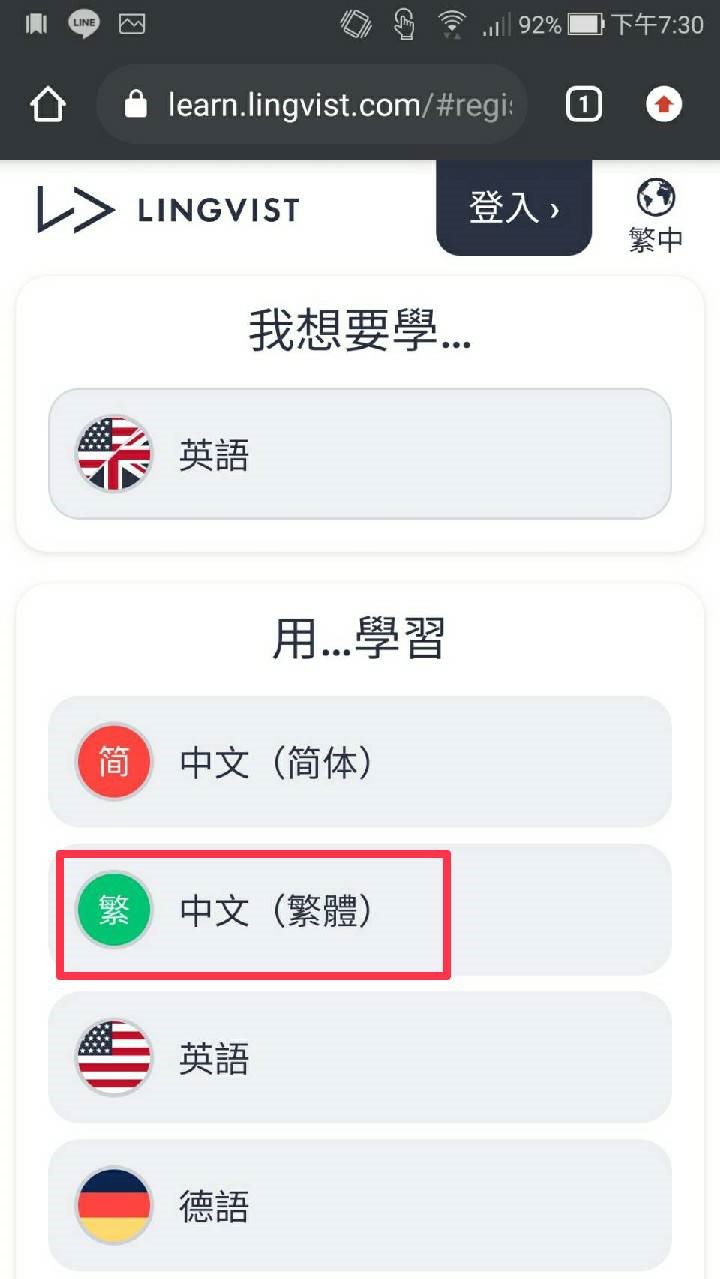 LINE 92% 下午7:30
learn.lingvist.com/#regi 1
LINGVIST 登入 › 繁中
我想要學...
英語
用...學習
简 中文（简体）
繁 中文（繁體）
英語
德語